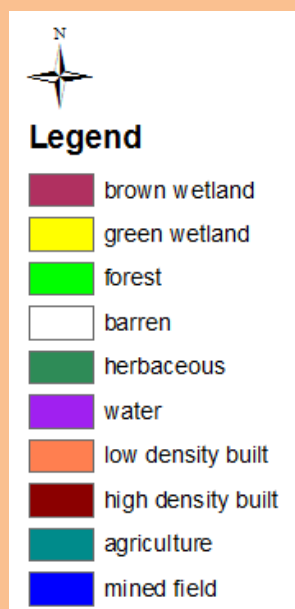 N
Legend
brown wetland
green wetland
forest
barren
herbaceous
water
low density built
high density built
agriculture
mined field